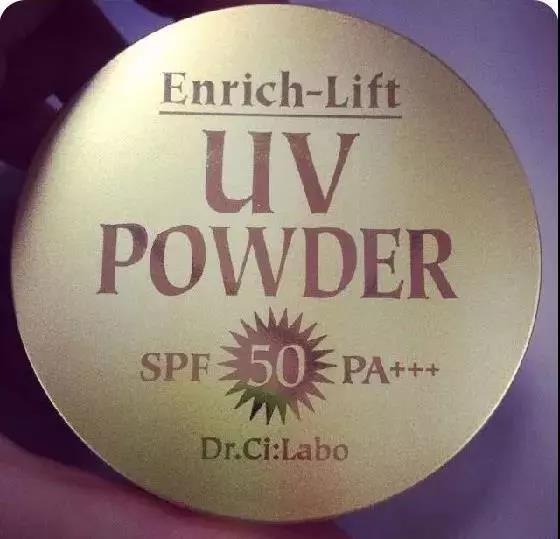 Enrich-Lift
UV
POWDER
SPF 50 PA+++
Dr.Ci:Labo